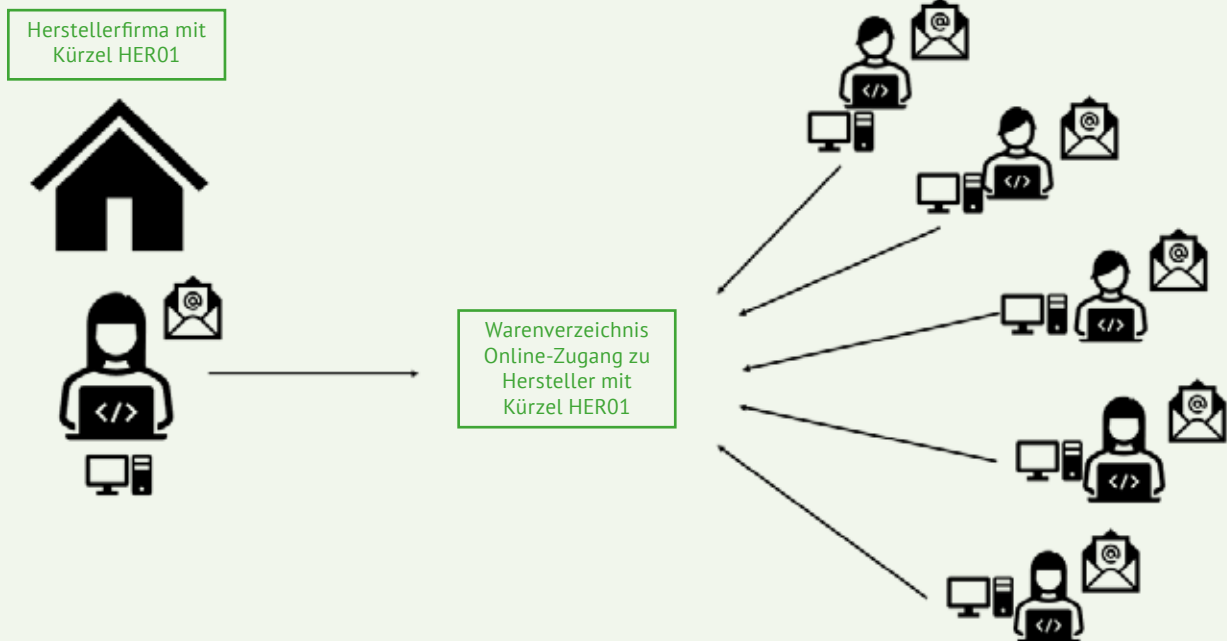 Herstellerfirma mit
Kürzel HER01
Warenverzeichnis
Online-Zugang zu
Hersteller mit
Kürzel HER01
@
</>
@
</>
@
</>
@
</>
@
</>
@
</>